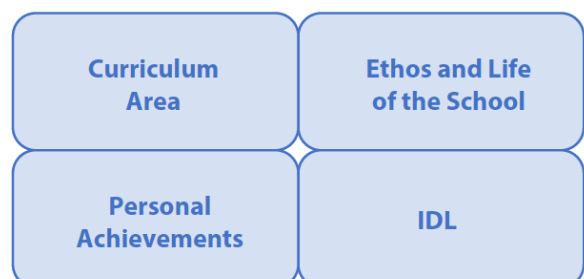 Curriculum
Area
Ethos and Life
of the School
Personal
Achievements
IDL